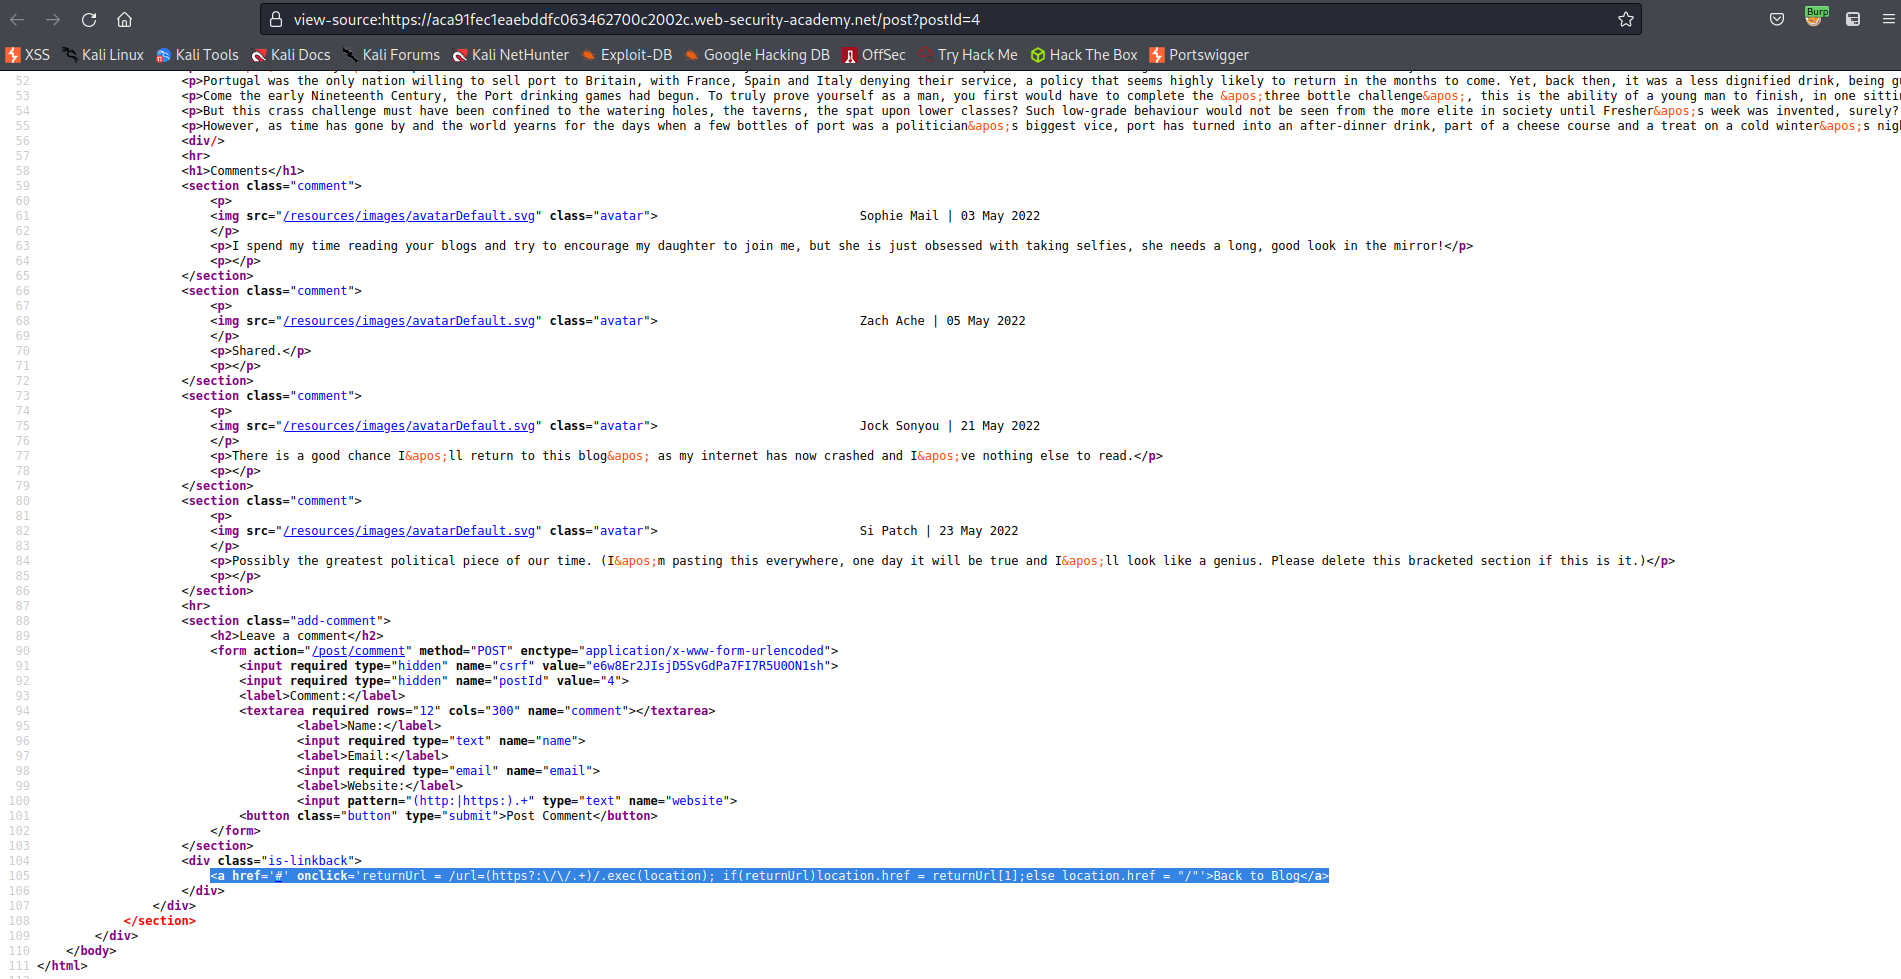 view-source:https://aca91fec1eaebddfc063462700c2002c.web-security-academy.net/post?postId=4
Burp
XSS Kali Linux Kali Tools Kali Docs Kali Forums Kali NetHunter Exploit-DB Google Hacking DB OffSec Try Hack Me Hack The Box Portswigger
52 <p>Portugal was the only nation willing to sell port to Britain, with France, Spain and Italy denying their service, a policy that seems highly likely to return in the months to come. Yet, back then, it was a less dignified drink, being
53 <p>Come the early Nineteenth Century, the Port drinking games had begun. To truly prove yourself as a man, you first would have to complete the &apos;three bottle challenge&apos;, this is the ability of a young man to finish, in one
54 <p>But this crass challenge must have been confined to the watering holes, the taverns, the spat upon lower classes? Such low-grade behaviour would not be seen from the more elite in society until Fresher&apos;s week was invented, surely?
55 <p>However, as time has gone by and the world yearns for the days when a few bottles of port was a politician&apos;s biggest vice, port has turned into an after-dinner drink, part of a cheese course and a treat on a cold winter&apos;s
56 <div/>
57 <hr>
58 <h1>Comments</h1>
59 <section class="comment">
60 <p>
61 <img src="/resources/images/avatarDefault.svg" class="avatar"> Sophie Mail | 03 May 2022
62 </p>
63 <p>I spend my time reading your blogs and try to encourage my daughter to join me, but she is just obsessed with taking selfies, she needs a long, good look in the mirror!</p>
64 <p></p>
65 </section>
66 <section class="comment">
67 <p>
68 <img src="/resources/images/avatarDefault.svg" class="avatar"> Zach Ache | 05 May 2022
69 </p>
70 <p>Shared.</p>
71 <p></p>
72 </section>
73 <section class="comment">
74 <p>
75 <img src="/resources/images/avatarDefault.svg" class="avatar"> Jock Sonyou | 21 May 2022
76 </p>
77 <p>There is a good chance I&apos;ll return to this blog&apos; as my internet has now crashed and I&apos;ve nothing else to read.</p>
78 <p></p>
79 </section>
80 <section class="comment">
81 <p>
82 <img src="/resources/images/avatarDefault.svg" class="avatar"> Si Patch | 23 May 2022
83 </p>
84 <p>Possibly the greatest political piece of our time. (I&apos;m pasting this everywhere, one day it will be true and I&apos;ll look like a genius. Please delete this bracketed section if this is it.)</p>
85 <p></p>
86 </section>
87 <hr>
88 <section class="add-comment">
89 <h2>Leave a comment</h2>
90 <form action="/post/comment" method="POST" enctype="application/x-www-form-urlencoded">
91 <input required type="hidden" name="csrf" value="e6w8Er2JIsjD5SvGdPa7FI7R5U0ON1sh">
92 <input required type="hidden" name="postId" value="4">
93 <label>Comment:</label>
94 <textarea required rows="12" cols="300" name="comment"></textarea>
95 <label>Name:</label>
96 <input required type="text" name="name">
97 <label>Email:</label>
98 <input required type="email" name="email">
99 <label>Website:</label>
100 <input pattern="(http:|https:).+" type="text" name="website">
101 <button class="button" type="submit">Post Comment</button>
102 </form>
103 </section>
104 <div class="is-linkback">
105 <a href='#' onclick='returnUrl = /url=(https?:\/\/.+)/.exec(location); if(returnUrl)location.href = returnUrl[1];else location.href = "/"'>Back to Blog</a>
106 </div>
107 </div>
108 </section>
109 </div>
110 </body>
111 </html>